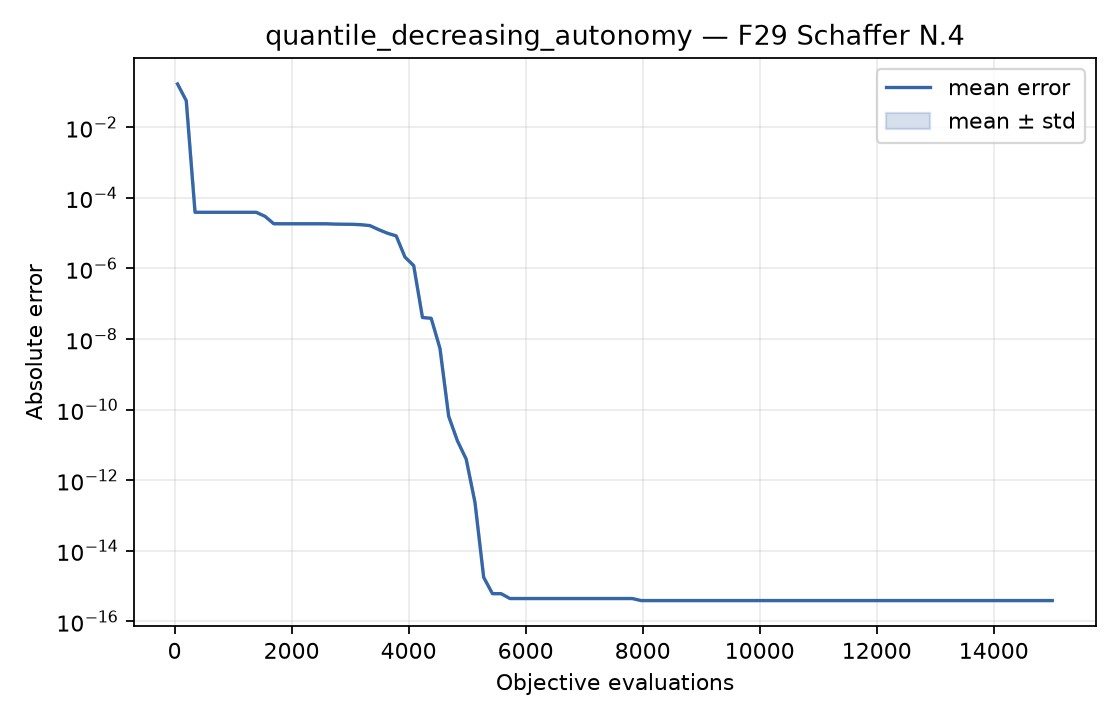 quantile_decreasing_autonomy — F29 Schaffer N.4
mean error
mean ± std
Absolute error
10⁻²
10⁻⁴
10⁻⁶
10⁻⁸
10⁻¹⁰
10⁻¹²
10⁻¹⁴
10⁻¹⁶
0 2000 4000 6000 8000 10000 12000 14000
Objective evaluations